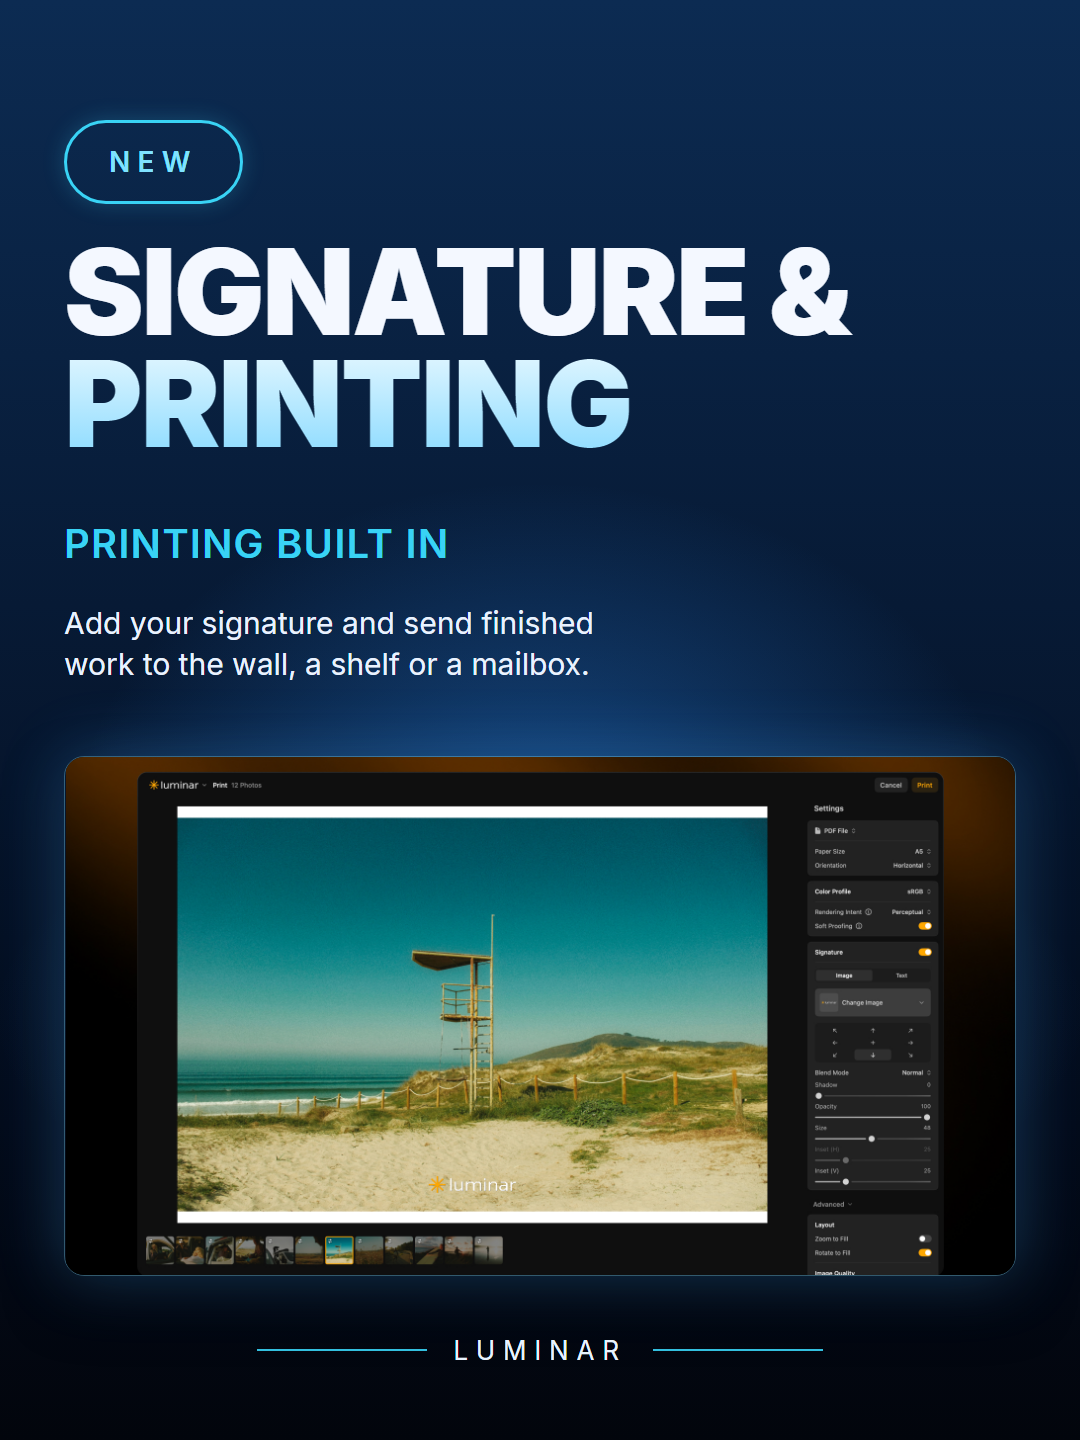 NEW
SIGNATURE &
PRINTING
PRINTING BUILT IN
Add your signature and send finished
work to the wall, a shelf or a mailbox.
luminar Print 12 Photos Cancel Print
Settings
PDF File
Paper Size A5
Orientation Horizontal
Color Profile sRGB
Rendering Intent Perceptual
Soft Proofing
Signature
Image Text
Change Image
Blend Mode Normal
Shadow 0
Opacity 100
Size 48
Inset (H) 25
Inset (V) 25
luminar
Advanced
Layout
Zoom to Fill
Rotate to Fill
Image Quality
LUMINAR